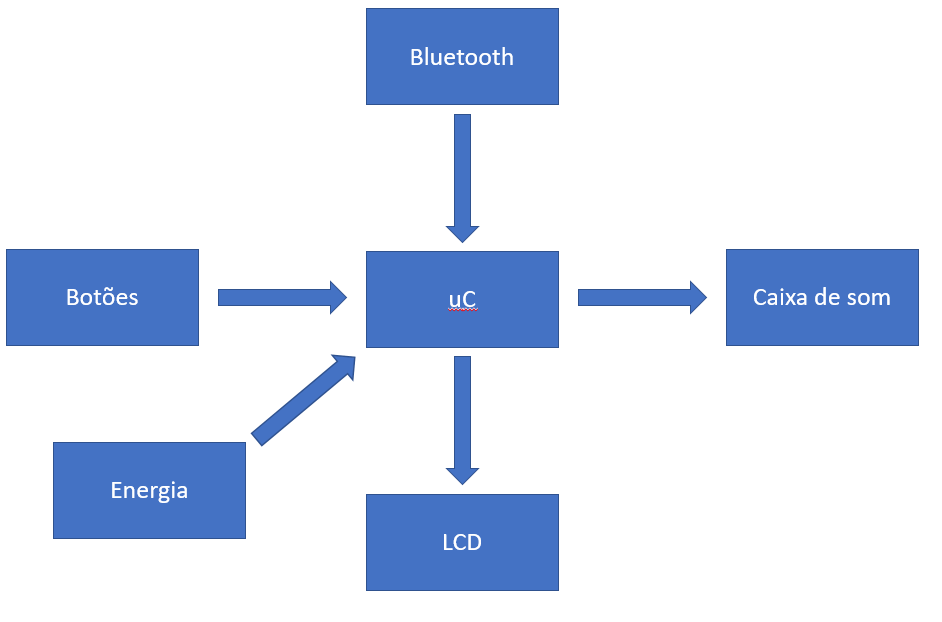 Bluetooth
Botões
uC
Caixa de som
Energia
LCD